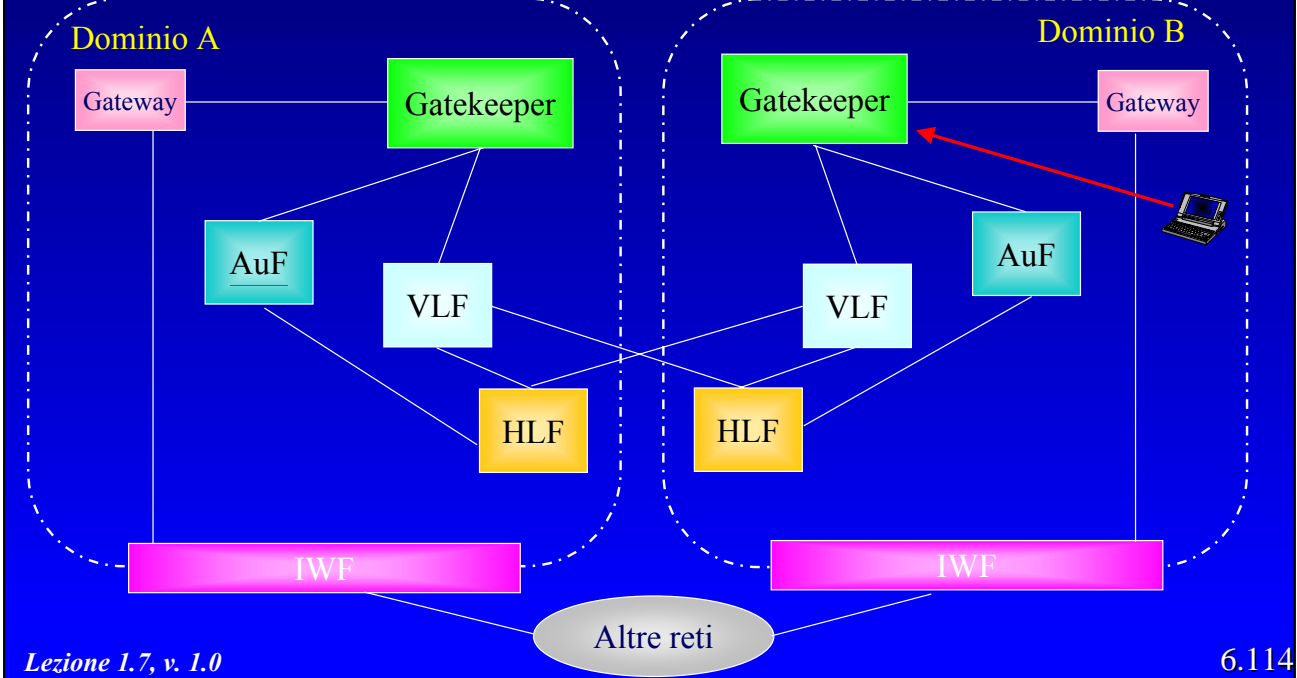 Dominio A
Dominio B
Gateway
Gatekeeper
Gatekeeper
Gateway
AuF
VLF
VLF
AuF
HLF
HLF
IWF
IWF
Altre reti
Lezione 1.7, v. 1.0
6.114